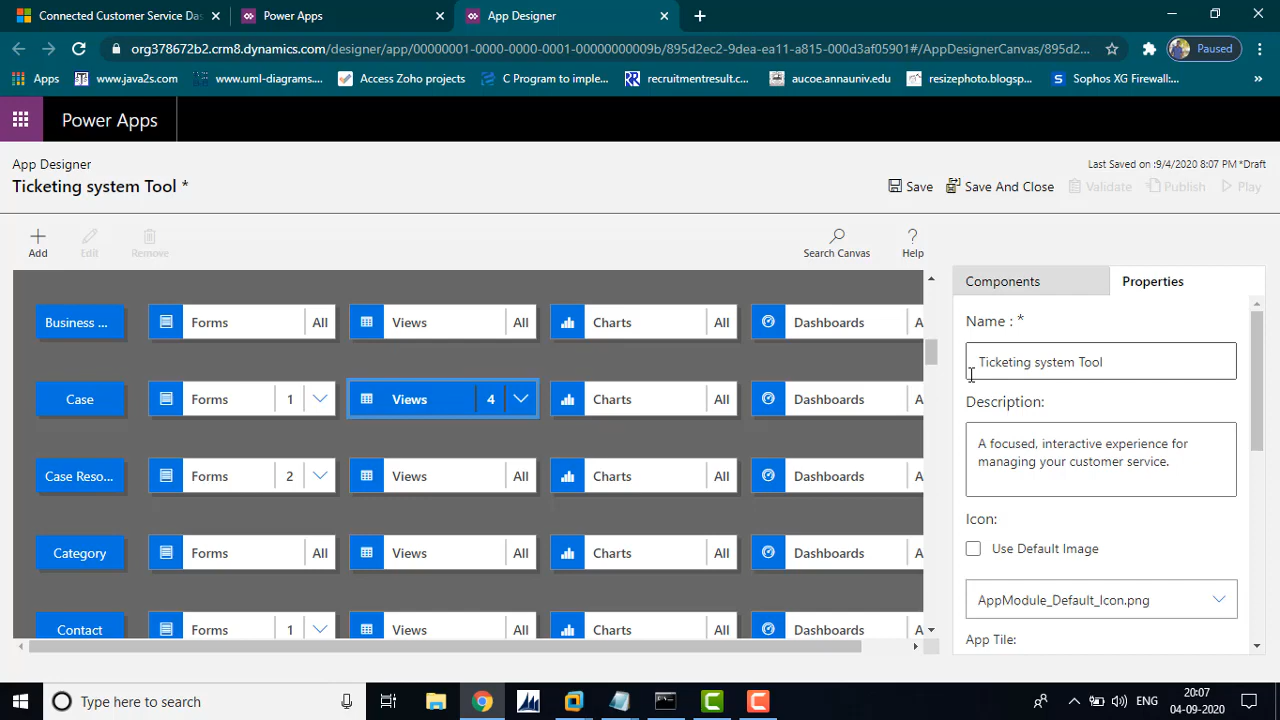 Connected Customer Service Das
Power Apps
App Designer
org378672b2.crm8.dynamics.com/designer/app/00000001-0000-0000-0001-00000000009b/895d2ec2-9dea-ea11-a815-000d3af05901#/AppDesignerCanvas/895d2...
Paused
Apps
www.java2s.com
www.uml-diagrams....
Access Zoho projects
C Program to imple...
recruitmentresult.c...
aucoe.annauniv.edu
resizephoto.blogsp...
Sophos XG Firewall:...
»
Power Apps
App Designer
Last Saved on :9/4/2020 8:07 PM *Draft
Ticketing system Tool *
Save
Save And Close
Validate
Publish
Play
Add
Edit
Remove
Search Canvas
Help
Components
Properties
Business ...
Forms All
Views All
Charts All
Dashboards A
Name : *
Ticketing system Tool
Case
Forms 1
Views 4
Charts All
Dashboards A
Description:
A focused, interactive experience for
managing your customer service.
Case Reso...
Forms 2
Views All
Charts All
Dashboards A
Icon:
Use Default Image
Category
Forms All
Views All
Charts All
Dashboards A
AppModule_Default_Icon.png
Contact
Forms 1
Views All
Charts All
Dashboards A
App Tile:
Type here to search
ENG
20:07
04-09-2020